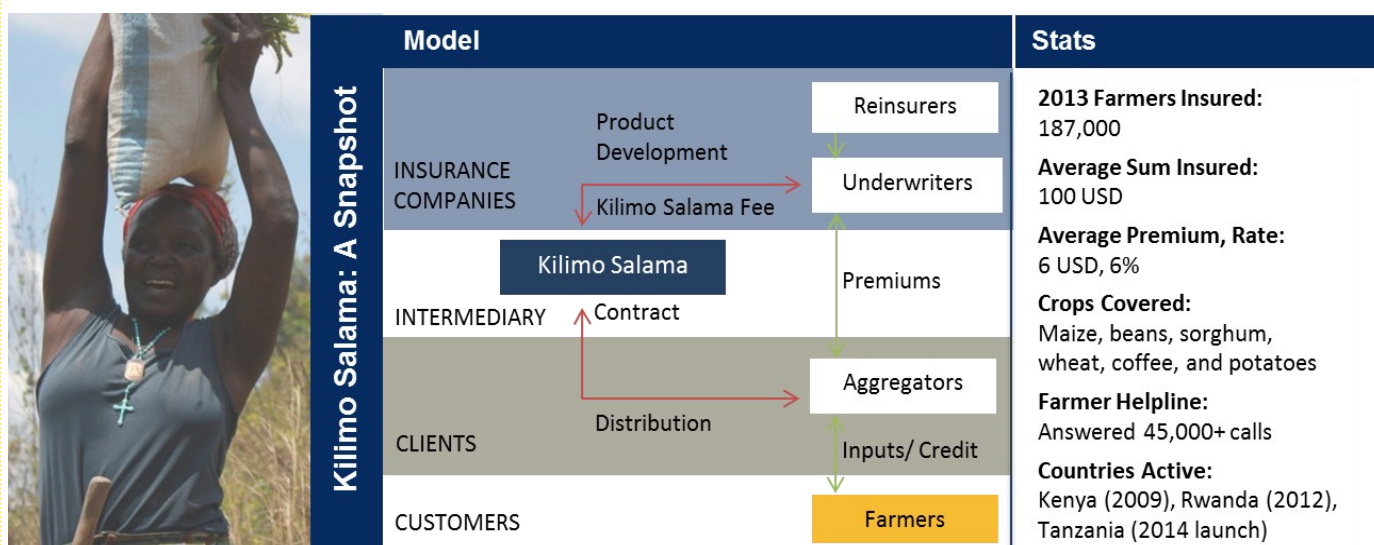 Kilimo Salama: A Snapshot
Model
INSURANCE
COMPANIES
Product
Development
Kilimo Salama Fee
Reinsurers
Underwriters
Kilimo Salama
INTERMEDIARY
Contract
Premiums
CLIENTS
Distribution
Aggregators
Inputs/ Credit
CUSTOMERS
Farmers
Stats
2013 Farmers Insured:
187,000
Average Sum Insured:
100 USD
Average Premium, Rate:
6 USD, 6%
Crops Covered:
Maize, beans, sorghum,
wheat, coffee, and potatoes
Farmer Helpline:
Answered 45,000+ calls
Countries Active:
Kenya (2009), Rwanda (2012),
Tanzania (2014 launch)